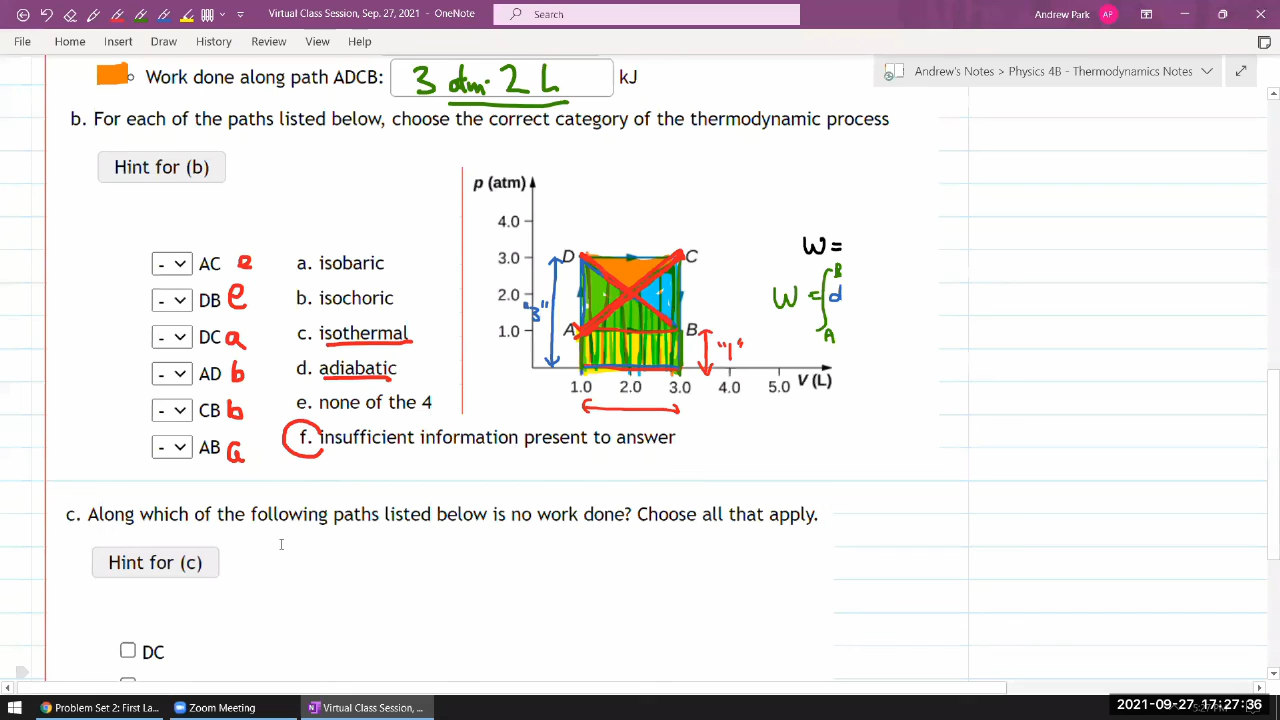 Virtual Class Session, Sep. 27, 2021 - OneNote
Search
Andrew Park
AP
File Home Insert Draw History Review View Help
Andrew's Notes > Physics 4B - Thermodynamics No...
Work done along path ADCB: 3 atm· 2 L kJ
b. For each of the paths listed below, choose the correct category of the thermodynamic process
Hint for (b)
- AC e
- DB e
- DC a
- AD b
- CB b
- AB a
a. isobaric
b. isochoric
c. isothermal
d. adiabatic
e. none of the 4
f. insufficient information present to answer
p (atm)
4.0
3.0
2.0
1.0
D C
A B
"3"
"1"
1.0 2.0 3.0 4.0 5.0 V (L)
W =
W = ∫ B
d
A
c. Along which of the following paths listed below is no work done? Choose all that apply.
Hint for (c)
DC
Problem Set 2: First La...
Zoom Meeting
Virtual Class Session, ...
2021-09-27 17:27:36